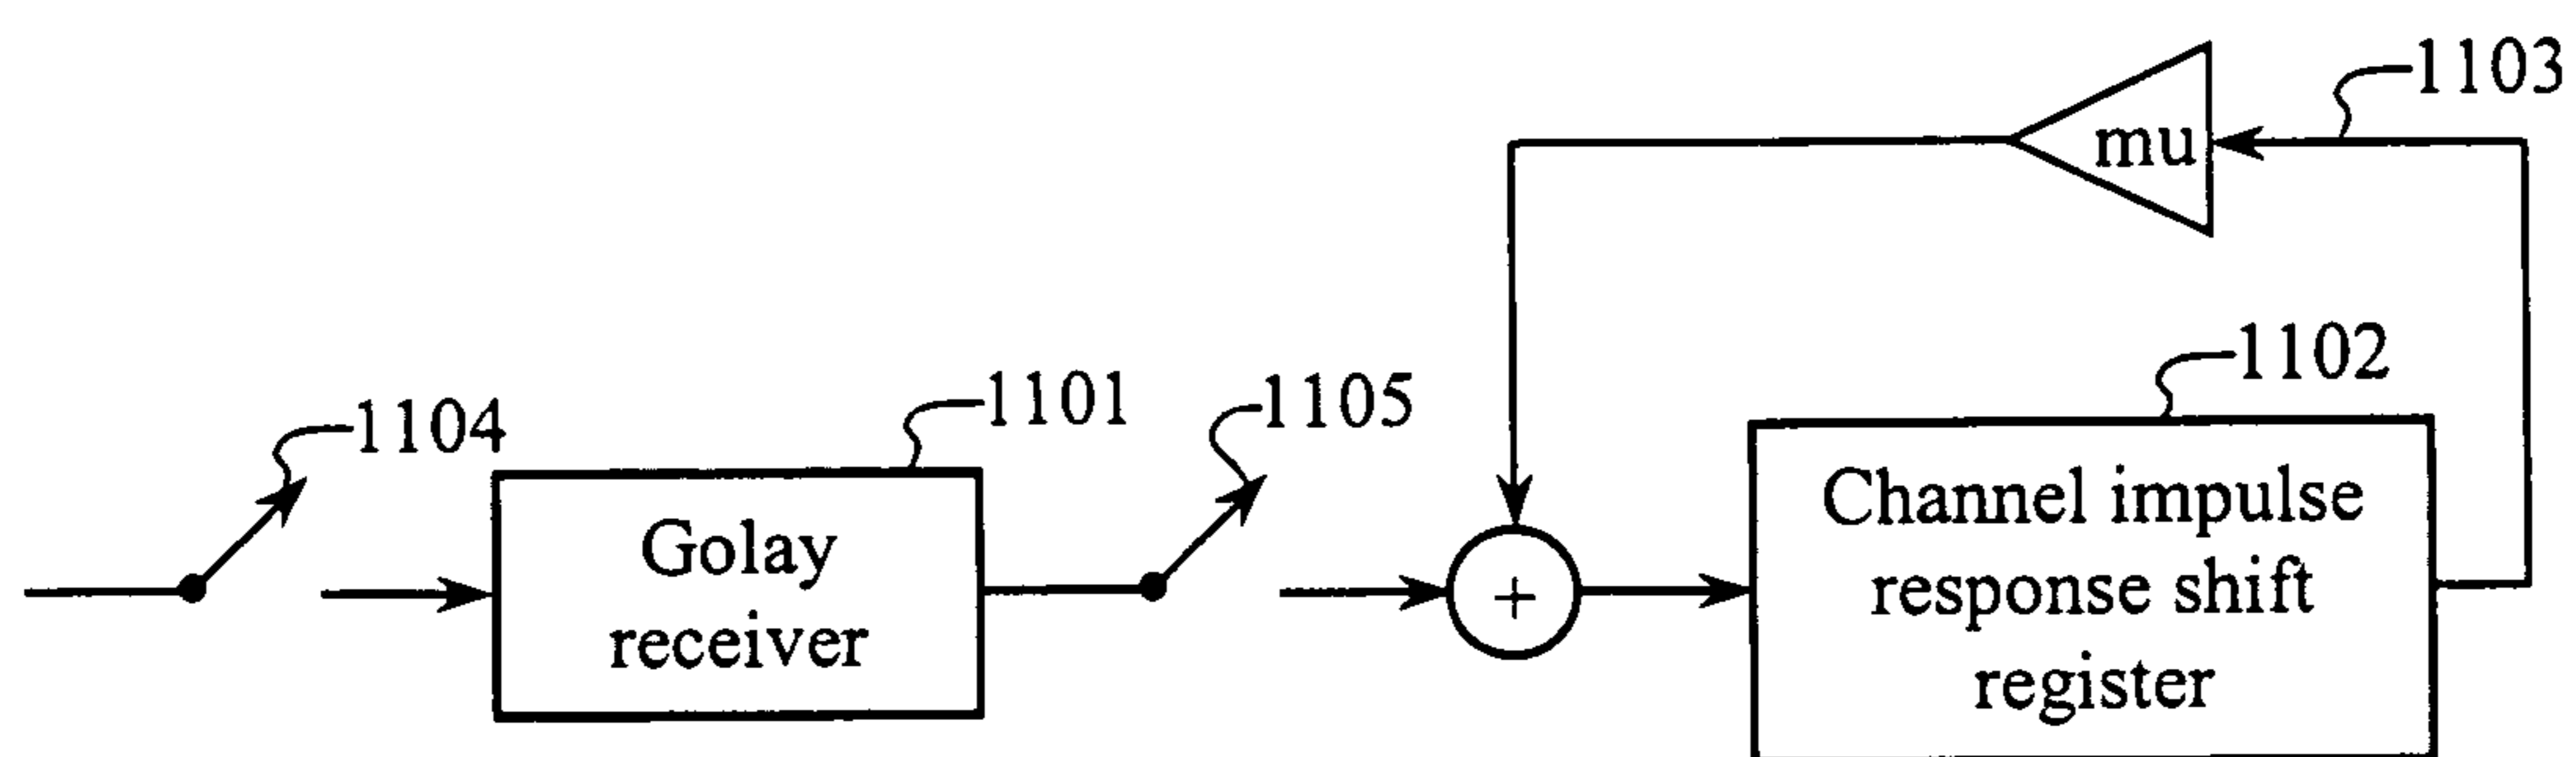 1103
mu
1102
1101
1105
1104
Channel impulse
response shift
register
Golay
receiver
+